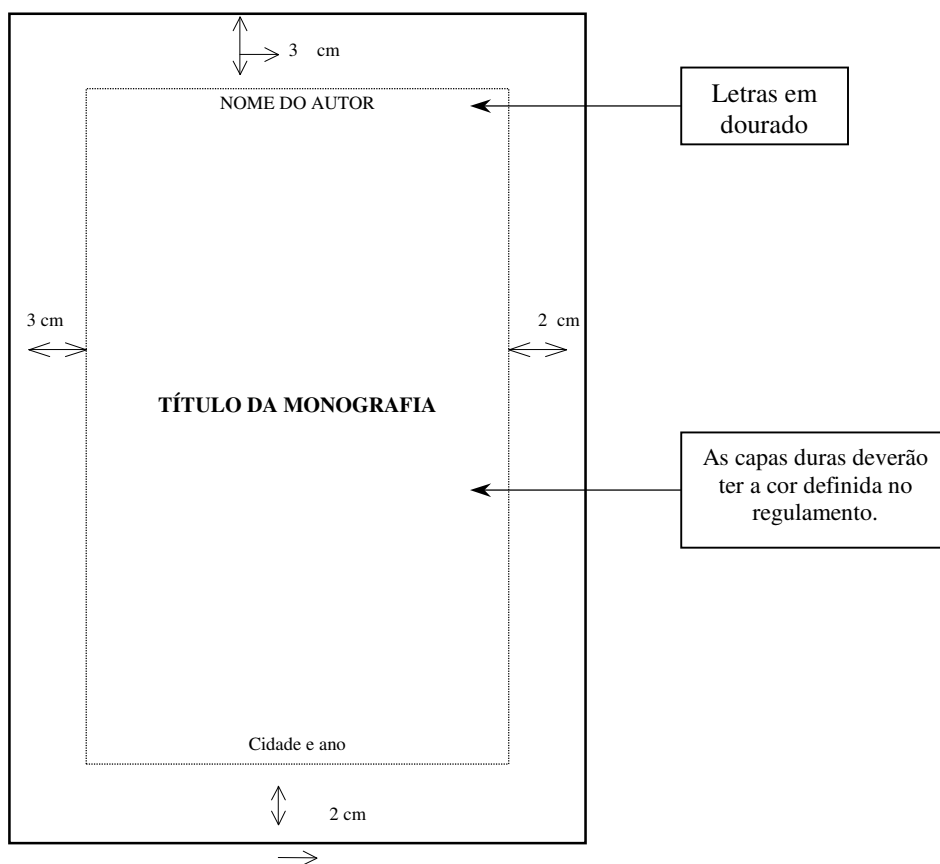 3 cm
NOME DO AUTOR
Letras em
dourado
3 cm
2 cm
TÍTULO DA MONOGRAFIA
As capas duras deverão
ter a cor definida no
regulamento.
Cidade e ano
2 cm